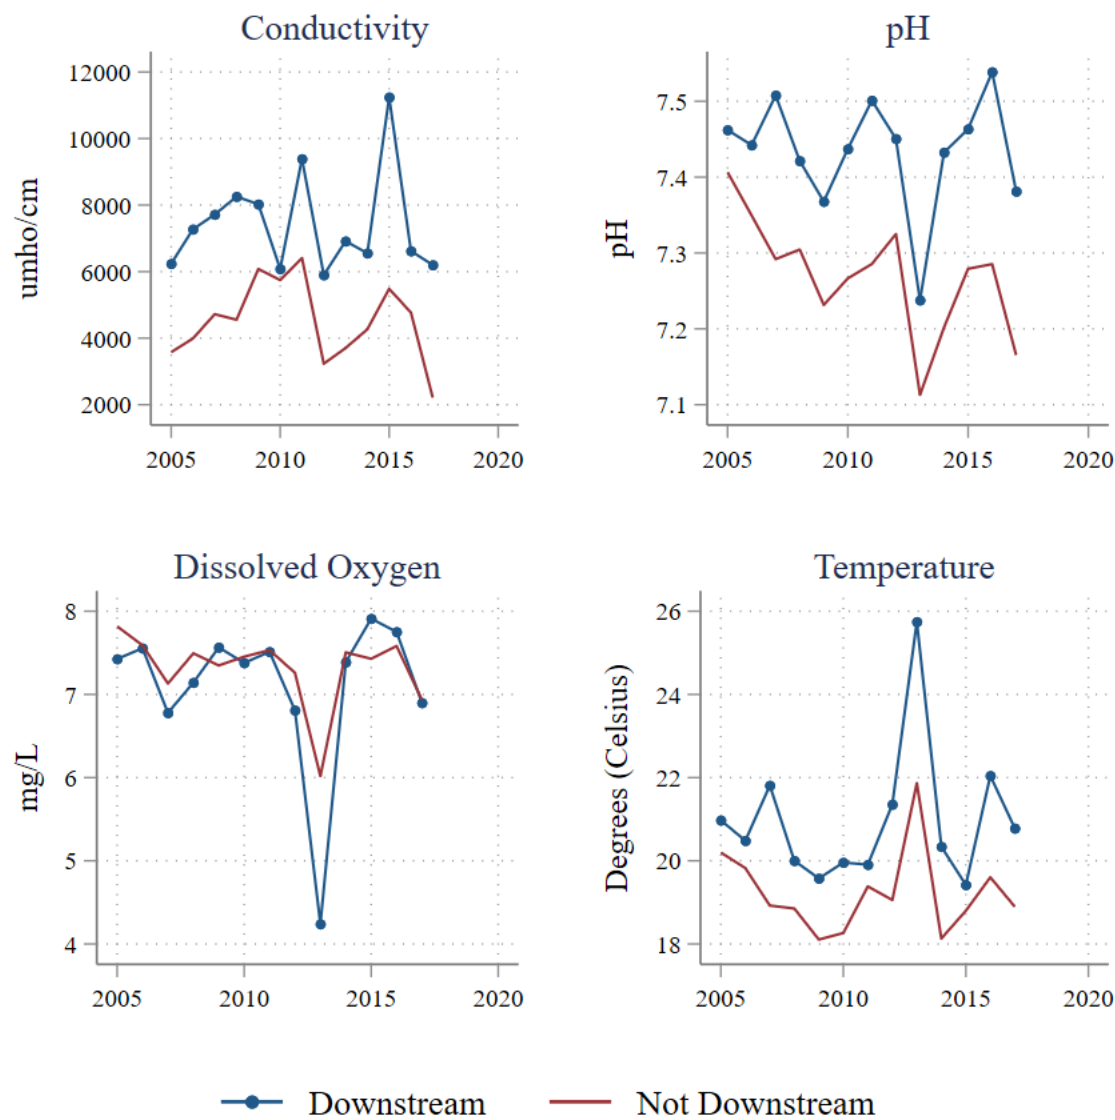 Conductivity
umho/cm
12000
10000
8000
6000
4000
2000
2005 2010 2015 2020
pH
pH
7.5
7.4
7.3
7.2
7.1
2005 2010 2015 2020
Dissolved Oxygen
mg/L
8
7
6
5
4
2005 2010 2015 2020
Temperature
Degrees (Celsius)
26
24
22
20
18
2005 2010 2015 2020
Downstream Not Downstream